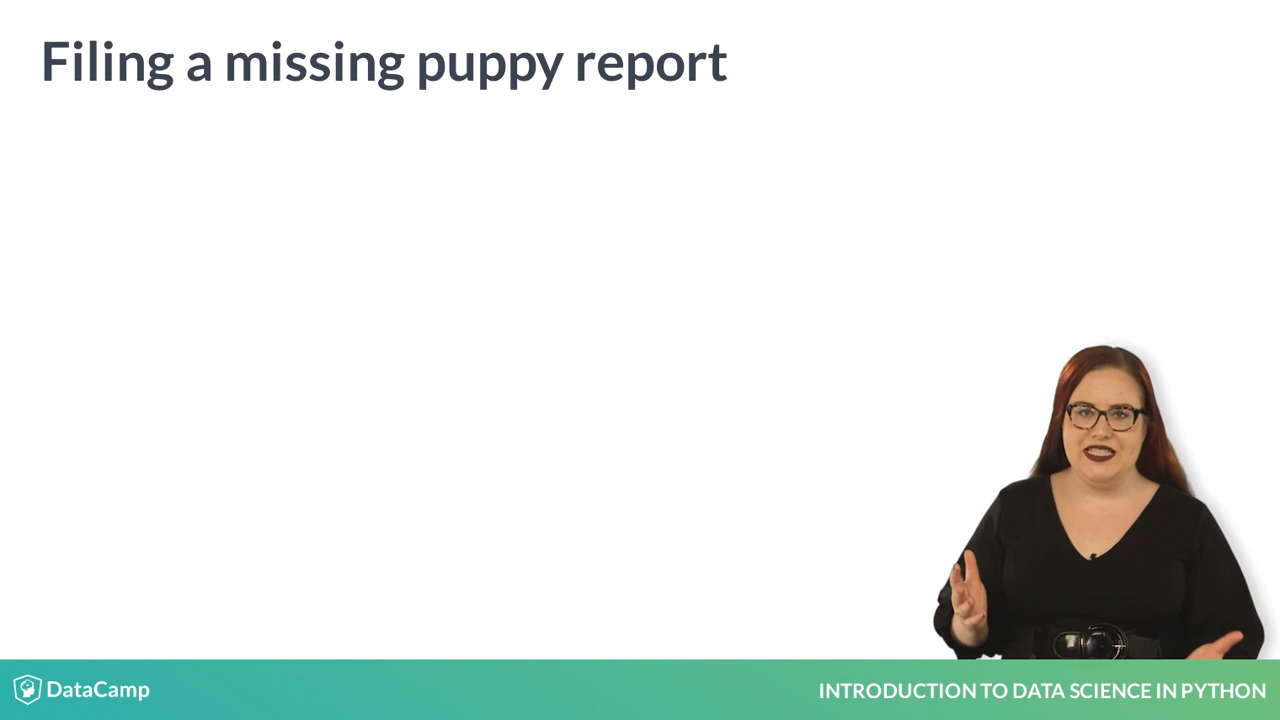 Filing a missing puppy report
DataCamp
INTRODUCTION TO DATA SCIENCE IN PYTHON